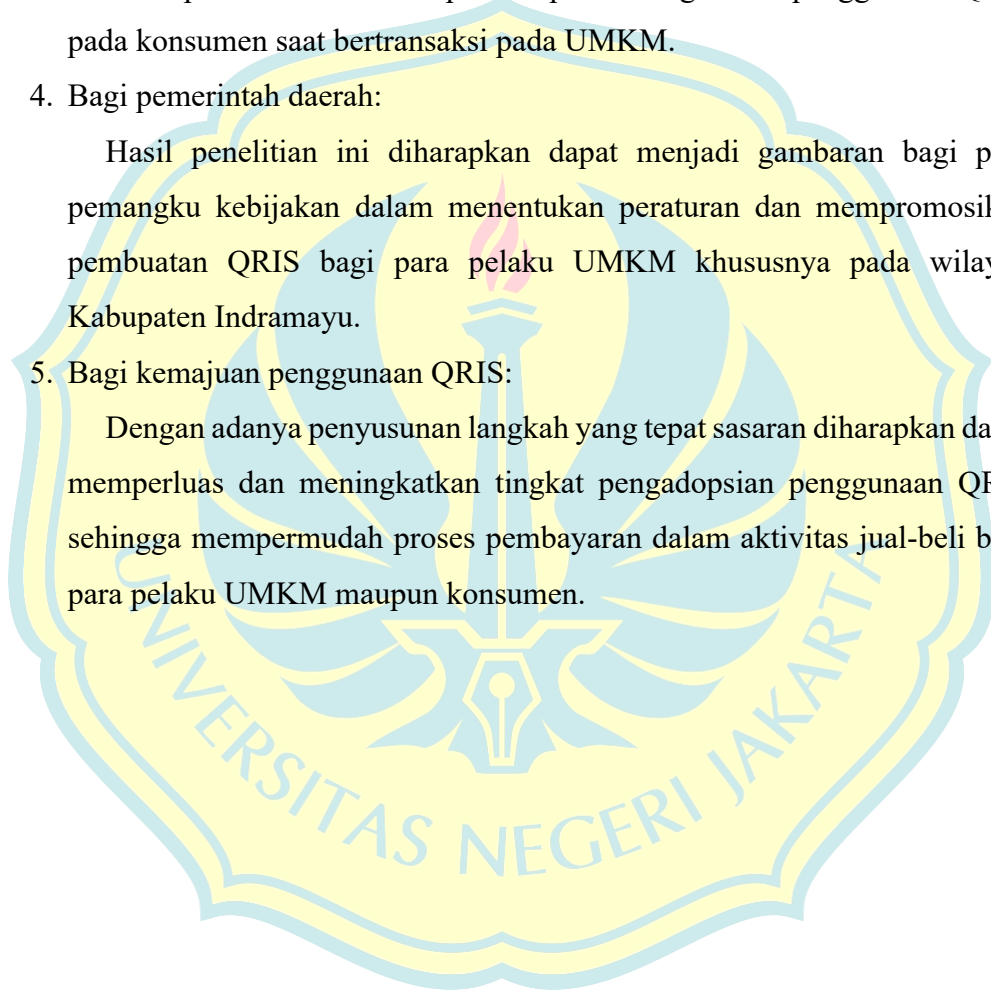 pada konsumen saat bertransaksi pada UMKM.
4. Bagi pemerintah daerah:
Hasil penelitian ini diharapkan dapat menjadi gambaran bagi
pemangku kebijakan dalam menentukan peraturan dan
pembuatan QRIS bagi para pelaku UMKM khususnya pada
Kabupaten Indramayu.
5. Bagi kemajuan penggunaan QRIS:
Dengan adanya penyusunan langkah yang tepat sasaran diharapkan
memperluas dan meningkatkan tingkat pengadopsian penggunaan
sehingga mempermudah proses pembayaran dalam aktivitas jual-beli
para pelaku UMKM maupun konsumen.
UNIVERSITAS NEGERI JAKARTA